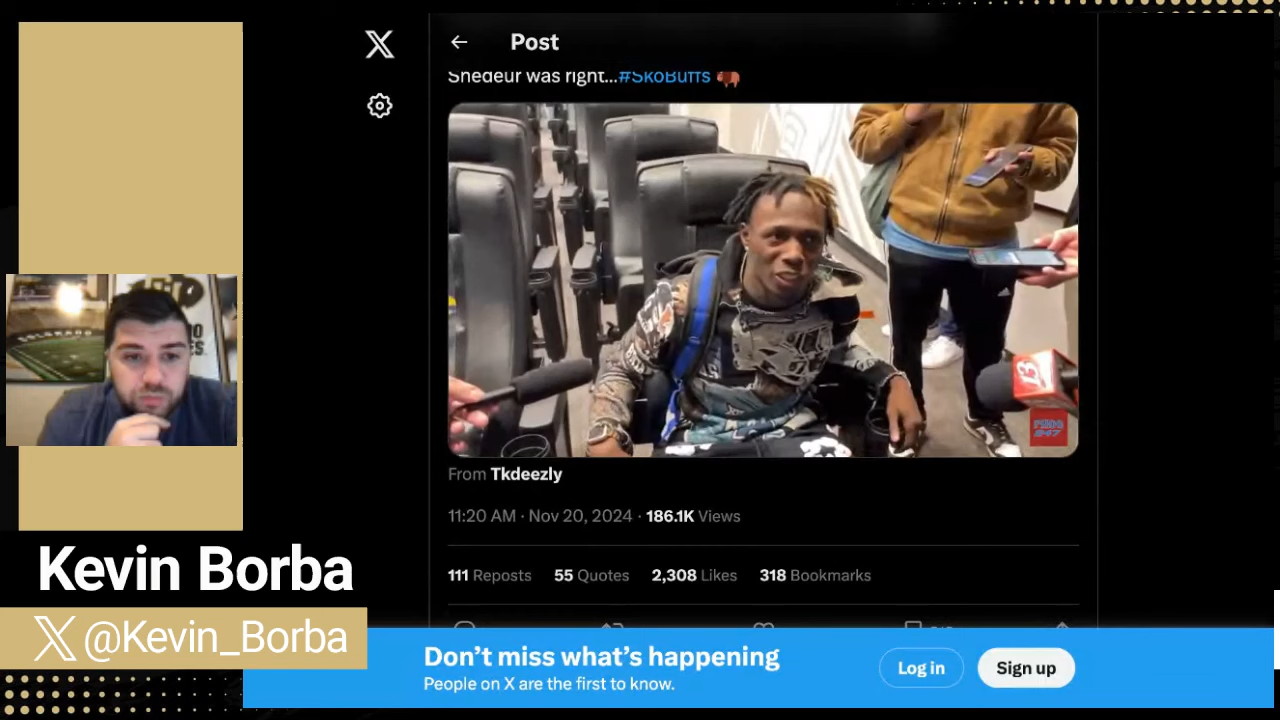 Post
Shedeur was right...#SkoBuffs
13
From Tkdeezly
11:20 AM · Nov 20, 2024 · 186.1K Views
111 Reposts 55 Quotes 2,308 Likes 318 Bookmarks
Kevin Borba
@Kevin_Borba
Don't miss what's happening
People on X are the first to know.
Log in
Sign up